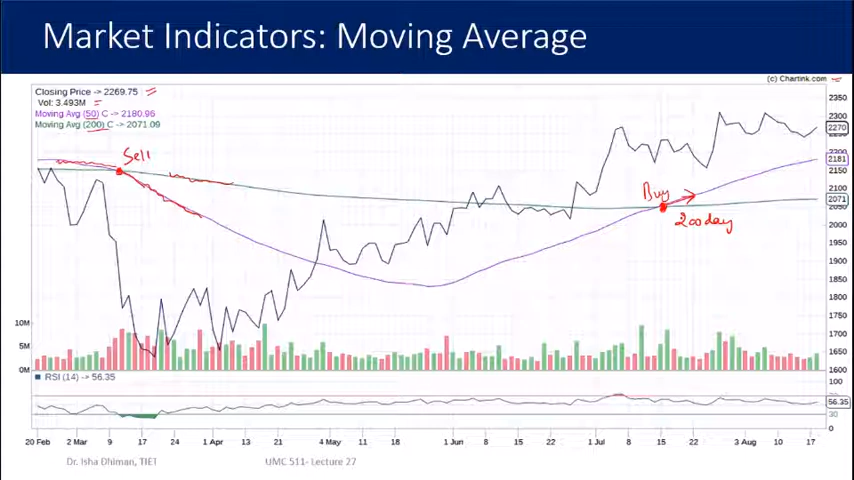 Market Indicators: Moving Average
(c) Chartink.com
Closing Price -> 2269.75
Vol: 3.493M
Moving Avg (50) C -> 2180.96
Moving Avg (200) C -> 2071.09
Sell
Buy
200 day
2350
2300
2270
2250
2200
2181
2150
2100
2071
2050
2000
1950
1900
1850
1800
1750
1700
1650
1600
10M
5M
0M
RSI (14) -> 56.35
100
56.35
30
0
20 Feb 2 Mar 9 17 24 1 Apr 13 21 4 May 11 18 1 Jun 8 15 22 1 Jul 8 15 22 3 Aug 10 17
Dr. Isha Dhiman, TIET UMC 511- Lecture 27